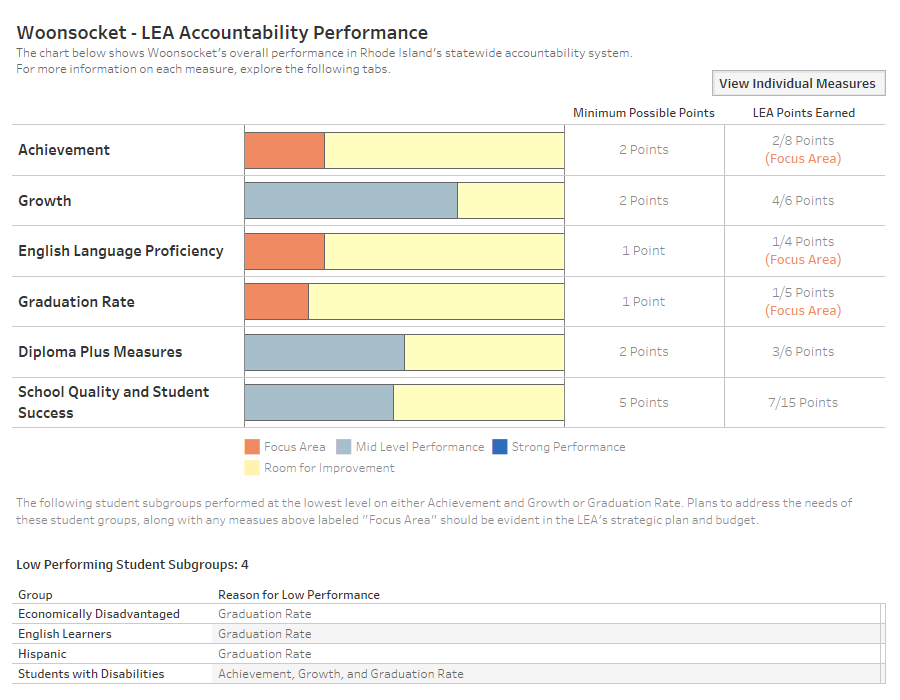 Woonsocket - LEA Accountability Performance
The chart below shows Woonsocket's overall performance in Rhode Island's statewide accountability system.
For more information on each measure, explore the following tabs.
View Individual Measures
Minimum Possible Points LEA Points Earned
Achievement 2 Points 2/8 Points
(Focus Area)
Growth 2 Points 4/6 Points
English Language Proficiency 1 Point 1/4 Points
(Focus Area)
Graduation Rate 1 Point 1/5 Points
(Focus Area)
Diploma Plus Measures 2 Points 3/6 Points
School Quality and Student
Success 5 Points 7/15 Points
Focus Area Mid Level Performance Strong Performance
Room for Improvement
The following student subgroups performed at the lowest level on either Achievement and Growth or Graduation Rate. Plans to address the needs of
these student groups, along with any measues above labeled "Focus Area" should be evident in the LEA's strategic plan and budget.
Low Performing Student Subgroups: 4
Group Reason for Low Performance
Economically Disadvantaged Graduation Rate
English Learners Graduation Rate
Hispanic Graduation Rate
Students with Disabilities Achievement, Growth, and Graduation Rate